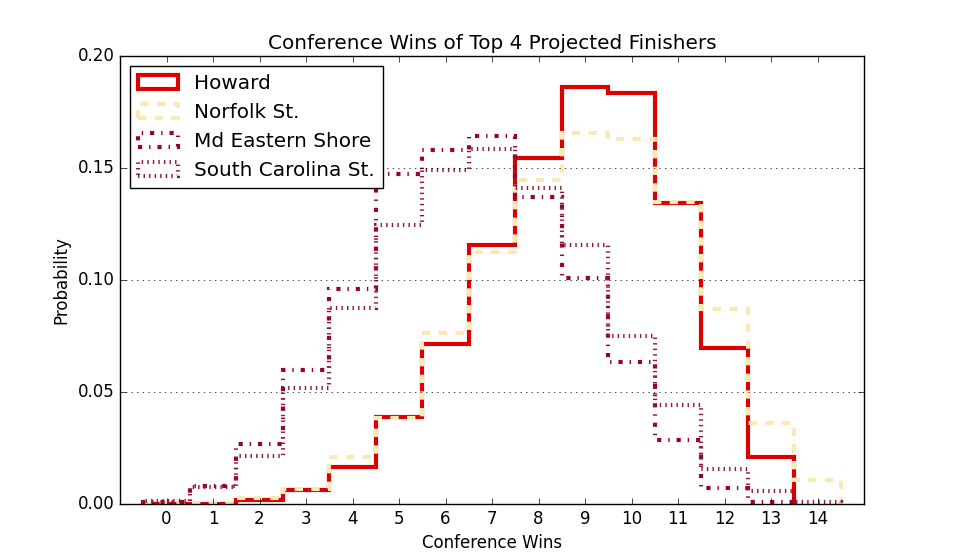 Conference Wins of Top 4 Projected Finishers
0.20
Howard
Norfolk St.
Md Eastern Shore
South Carolina St.
0.15
0.10
0.05
0.00
Probability
0 1 2 3 4 5 6 7 8 9 10 11 12 13 14
Conference Wins